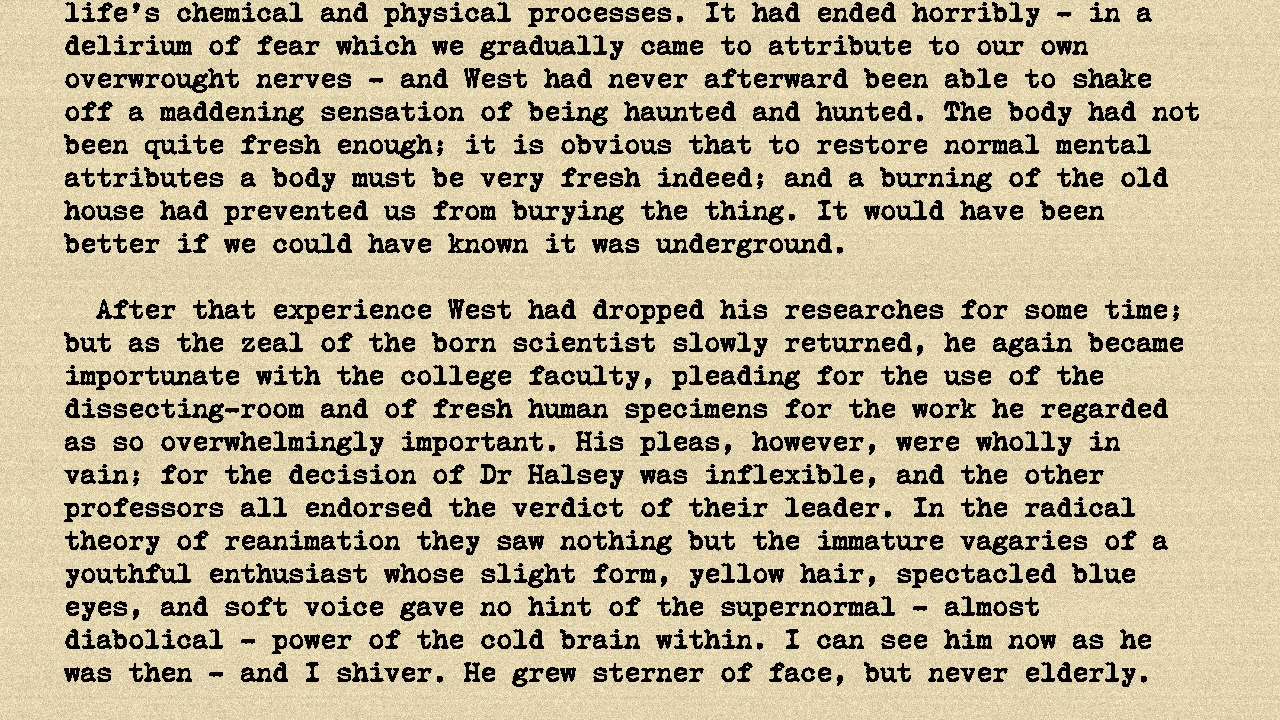 life's chemical and physical processes. It had ended horribly – in a
delirium of fear which we gradually came to attribute to our own
overwrought nerves – and West had never afterward been able to shake
off a maddening sensation of being haunted and hunted. The body had not
been quite fresh enough; it is obvious that to restore normal mental
attributes a body must be very fresh indeed; and a burning of the old
house had prevented us from burying the thing. It would have been
better if we could have known it was underground.

After that experience West had dropped his researches for some time;
but as the zeal of the born scientist slowly returned, he again became
importunate with the college faculty, pleading for the use of the
dissecting-room and of fresh human specimens for the work he regarded
as so overwhelmingly important. His pleas, however, were wholly in
vain; for the decision of Dr Halsey was inflexible, and the other
professors all endorsed the verdict of their leader. In the radical
theory of reanimation they saw nothing but the immature vagaries of a
youthful enthusiast whose slight form, yellow hair, spectacled blue
eyes, and soft voice gave no hint of the supernormal – almost
diabolical – power of the cold brain within. I can see him now as he
was then – and I shiver. He grew sterner of face, but never elderly.